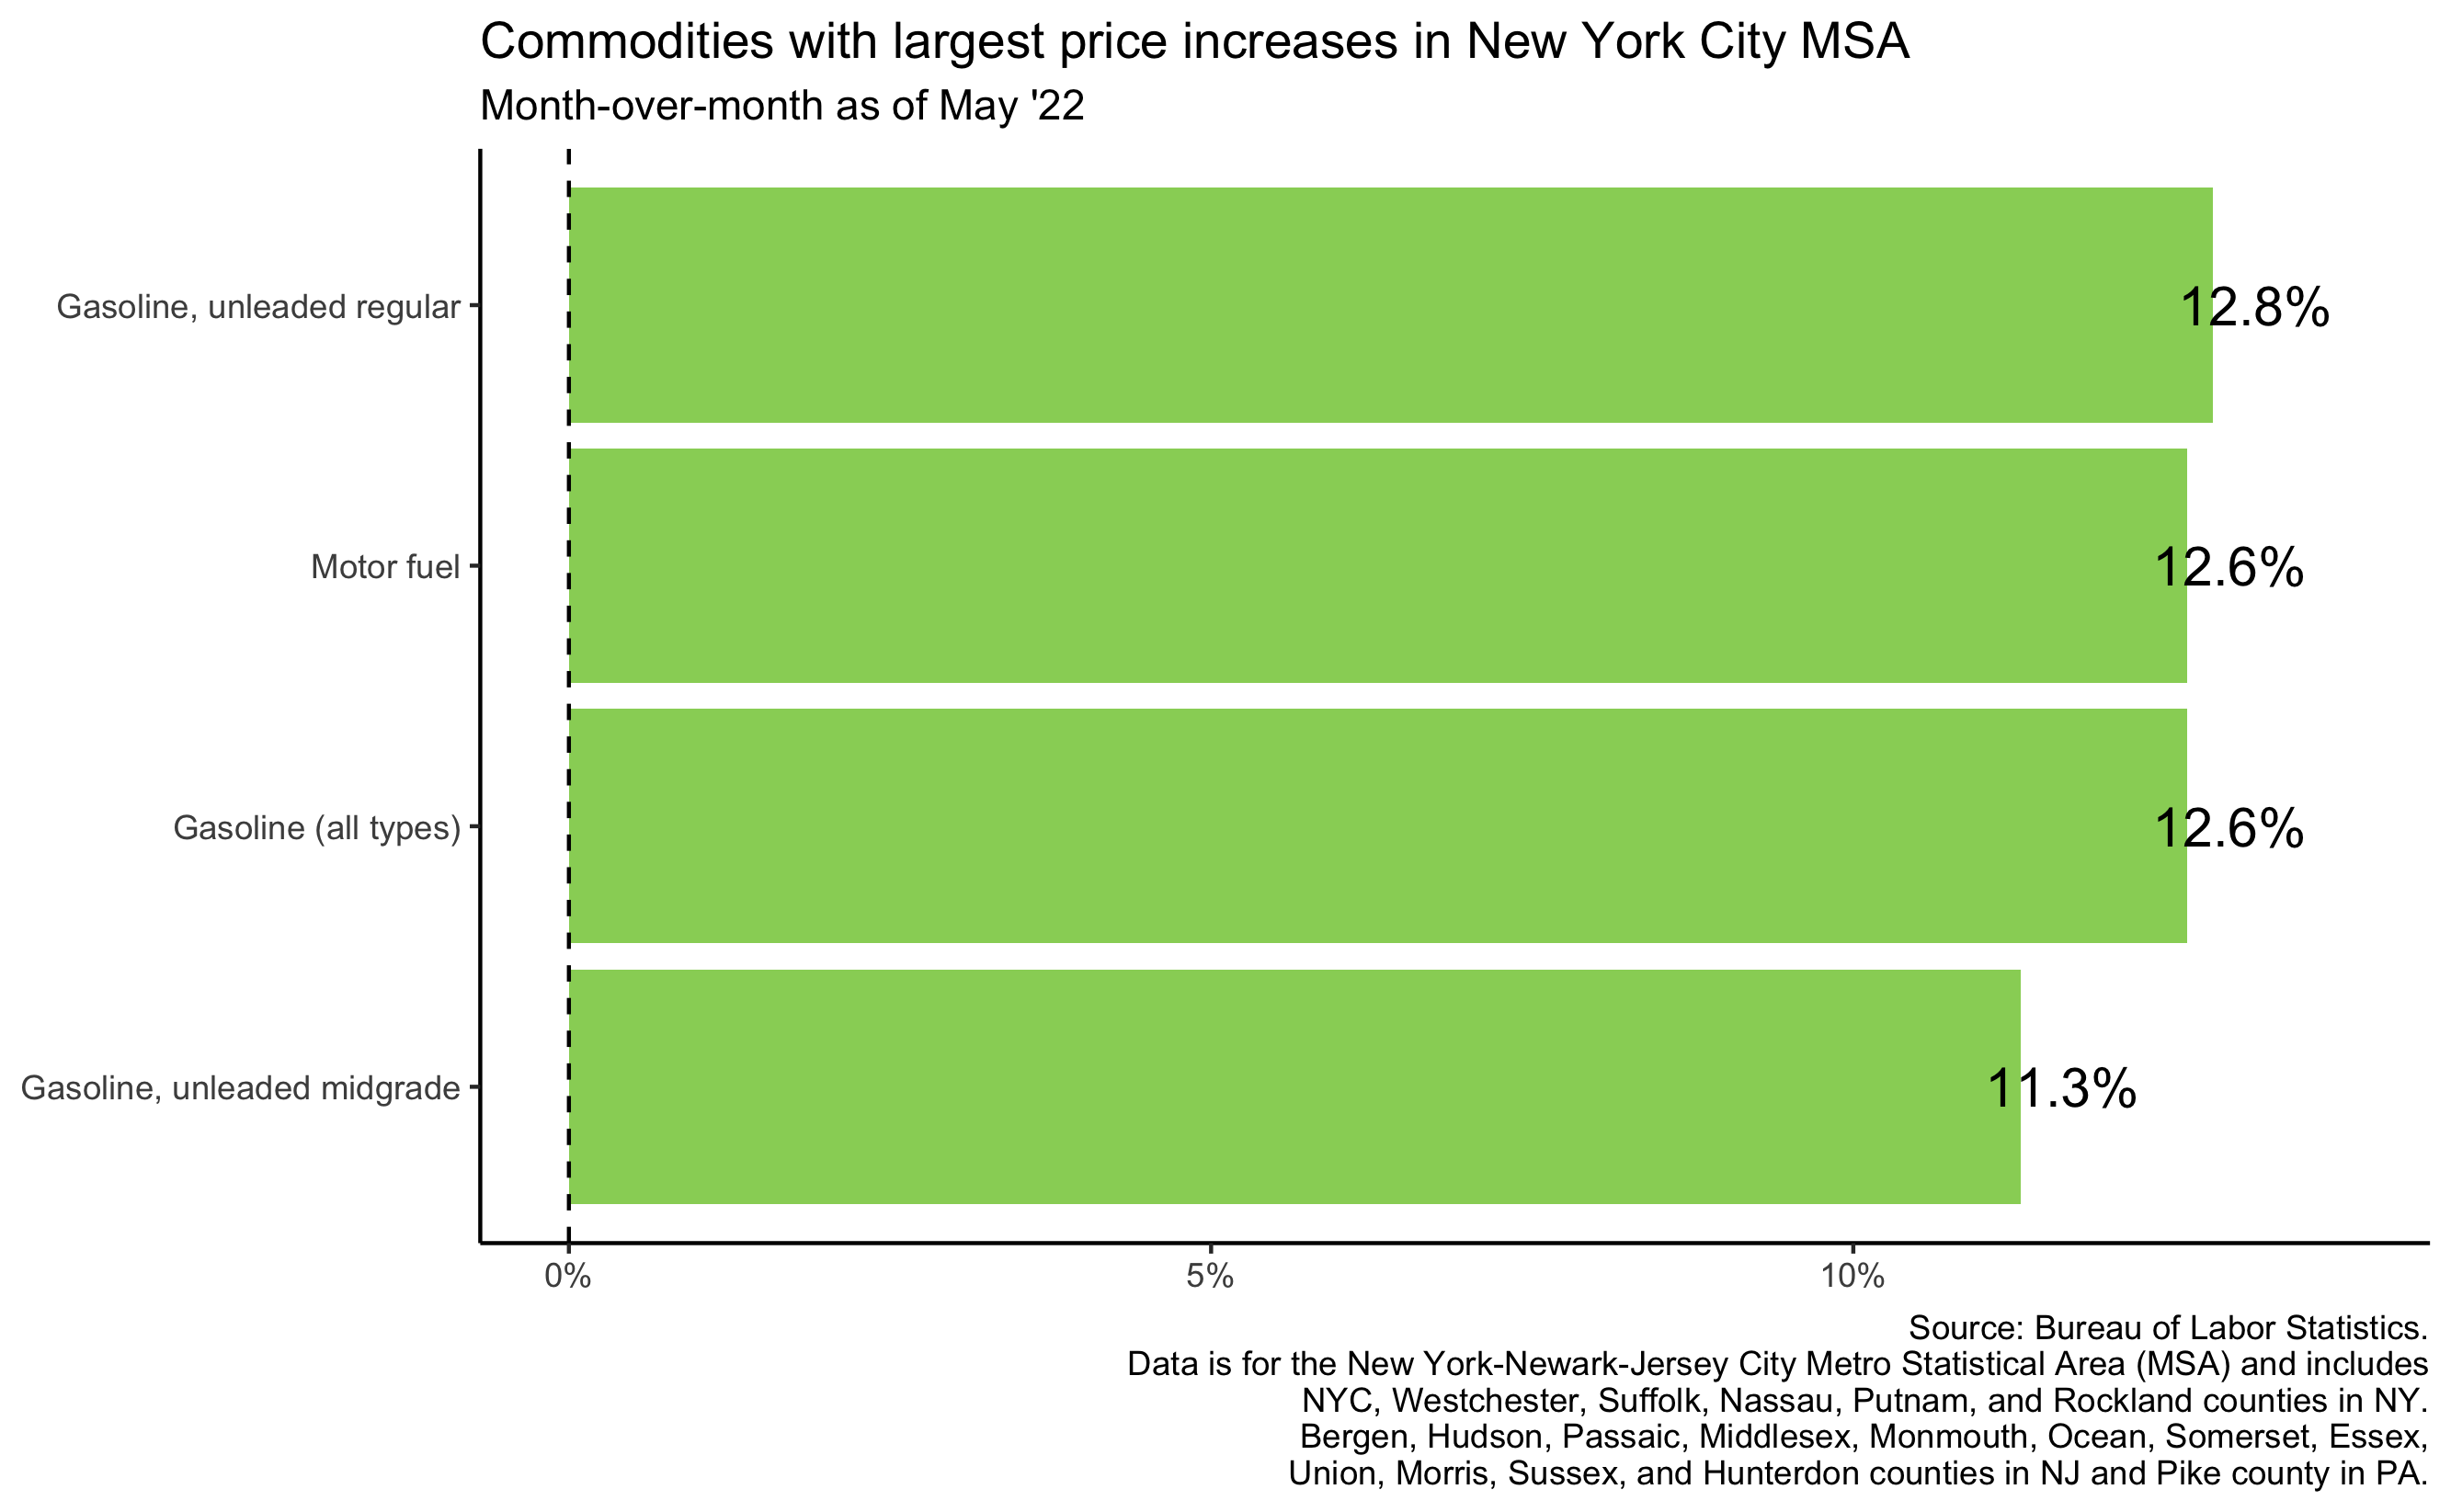 Commodities with largest price increases in New York City MSA
Month-over-month as of May '22
Gasoline, unleaded regular
12.8%
Motor fuel
12.6%
Gasoline (all types)
12.6%
Gasoline, unleaded midgrade
11.3%
0%
5%
10%
Source: Bureau of Labor Statistics.
Data is for the New York-Newark-Jersey City Metro Statistical Area (MSA) and includes
NYC, Westchester, Suffolk, Nassau, Putnam, and Rockland counties in NY.
Bergen, Hudson, Passaic, Middlesex, Monmouth, Ocean, Somerset, Essex,
Union, Morris, Sussex, and Hunterdon counties in NJ and Pike county in PA.